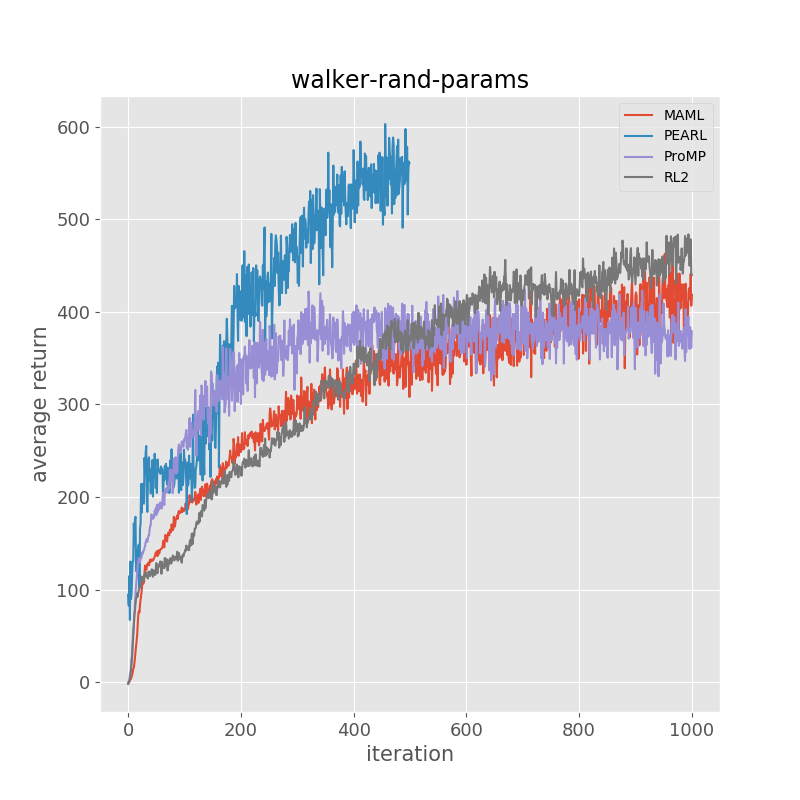 walker-rand-params
MAML
PEARL
ProMP
RL2
600
500
400
300
200
100
0
average return
0 200 400 600 800 1000
iteration